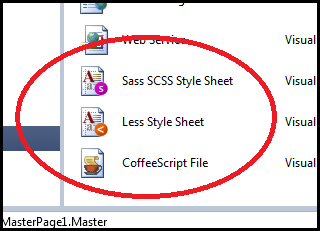 Web Service Visual
Sass SCSS Style Sheet Visual
Less Style Sheet Visual
CoffeeScript File Visual
MasterPage1.Master